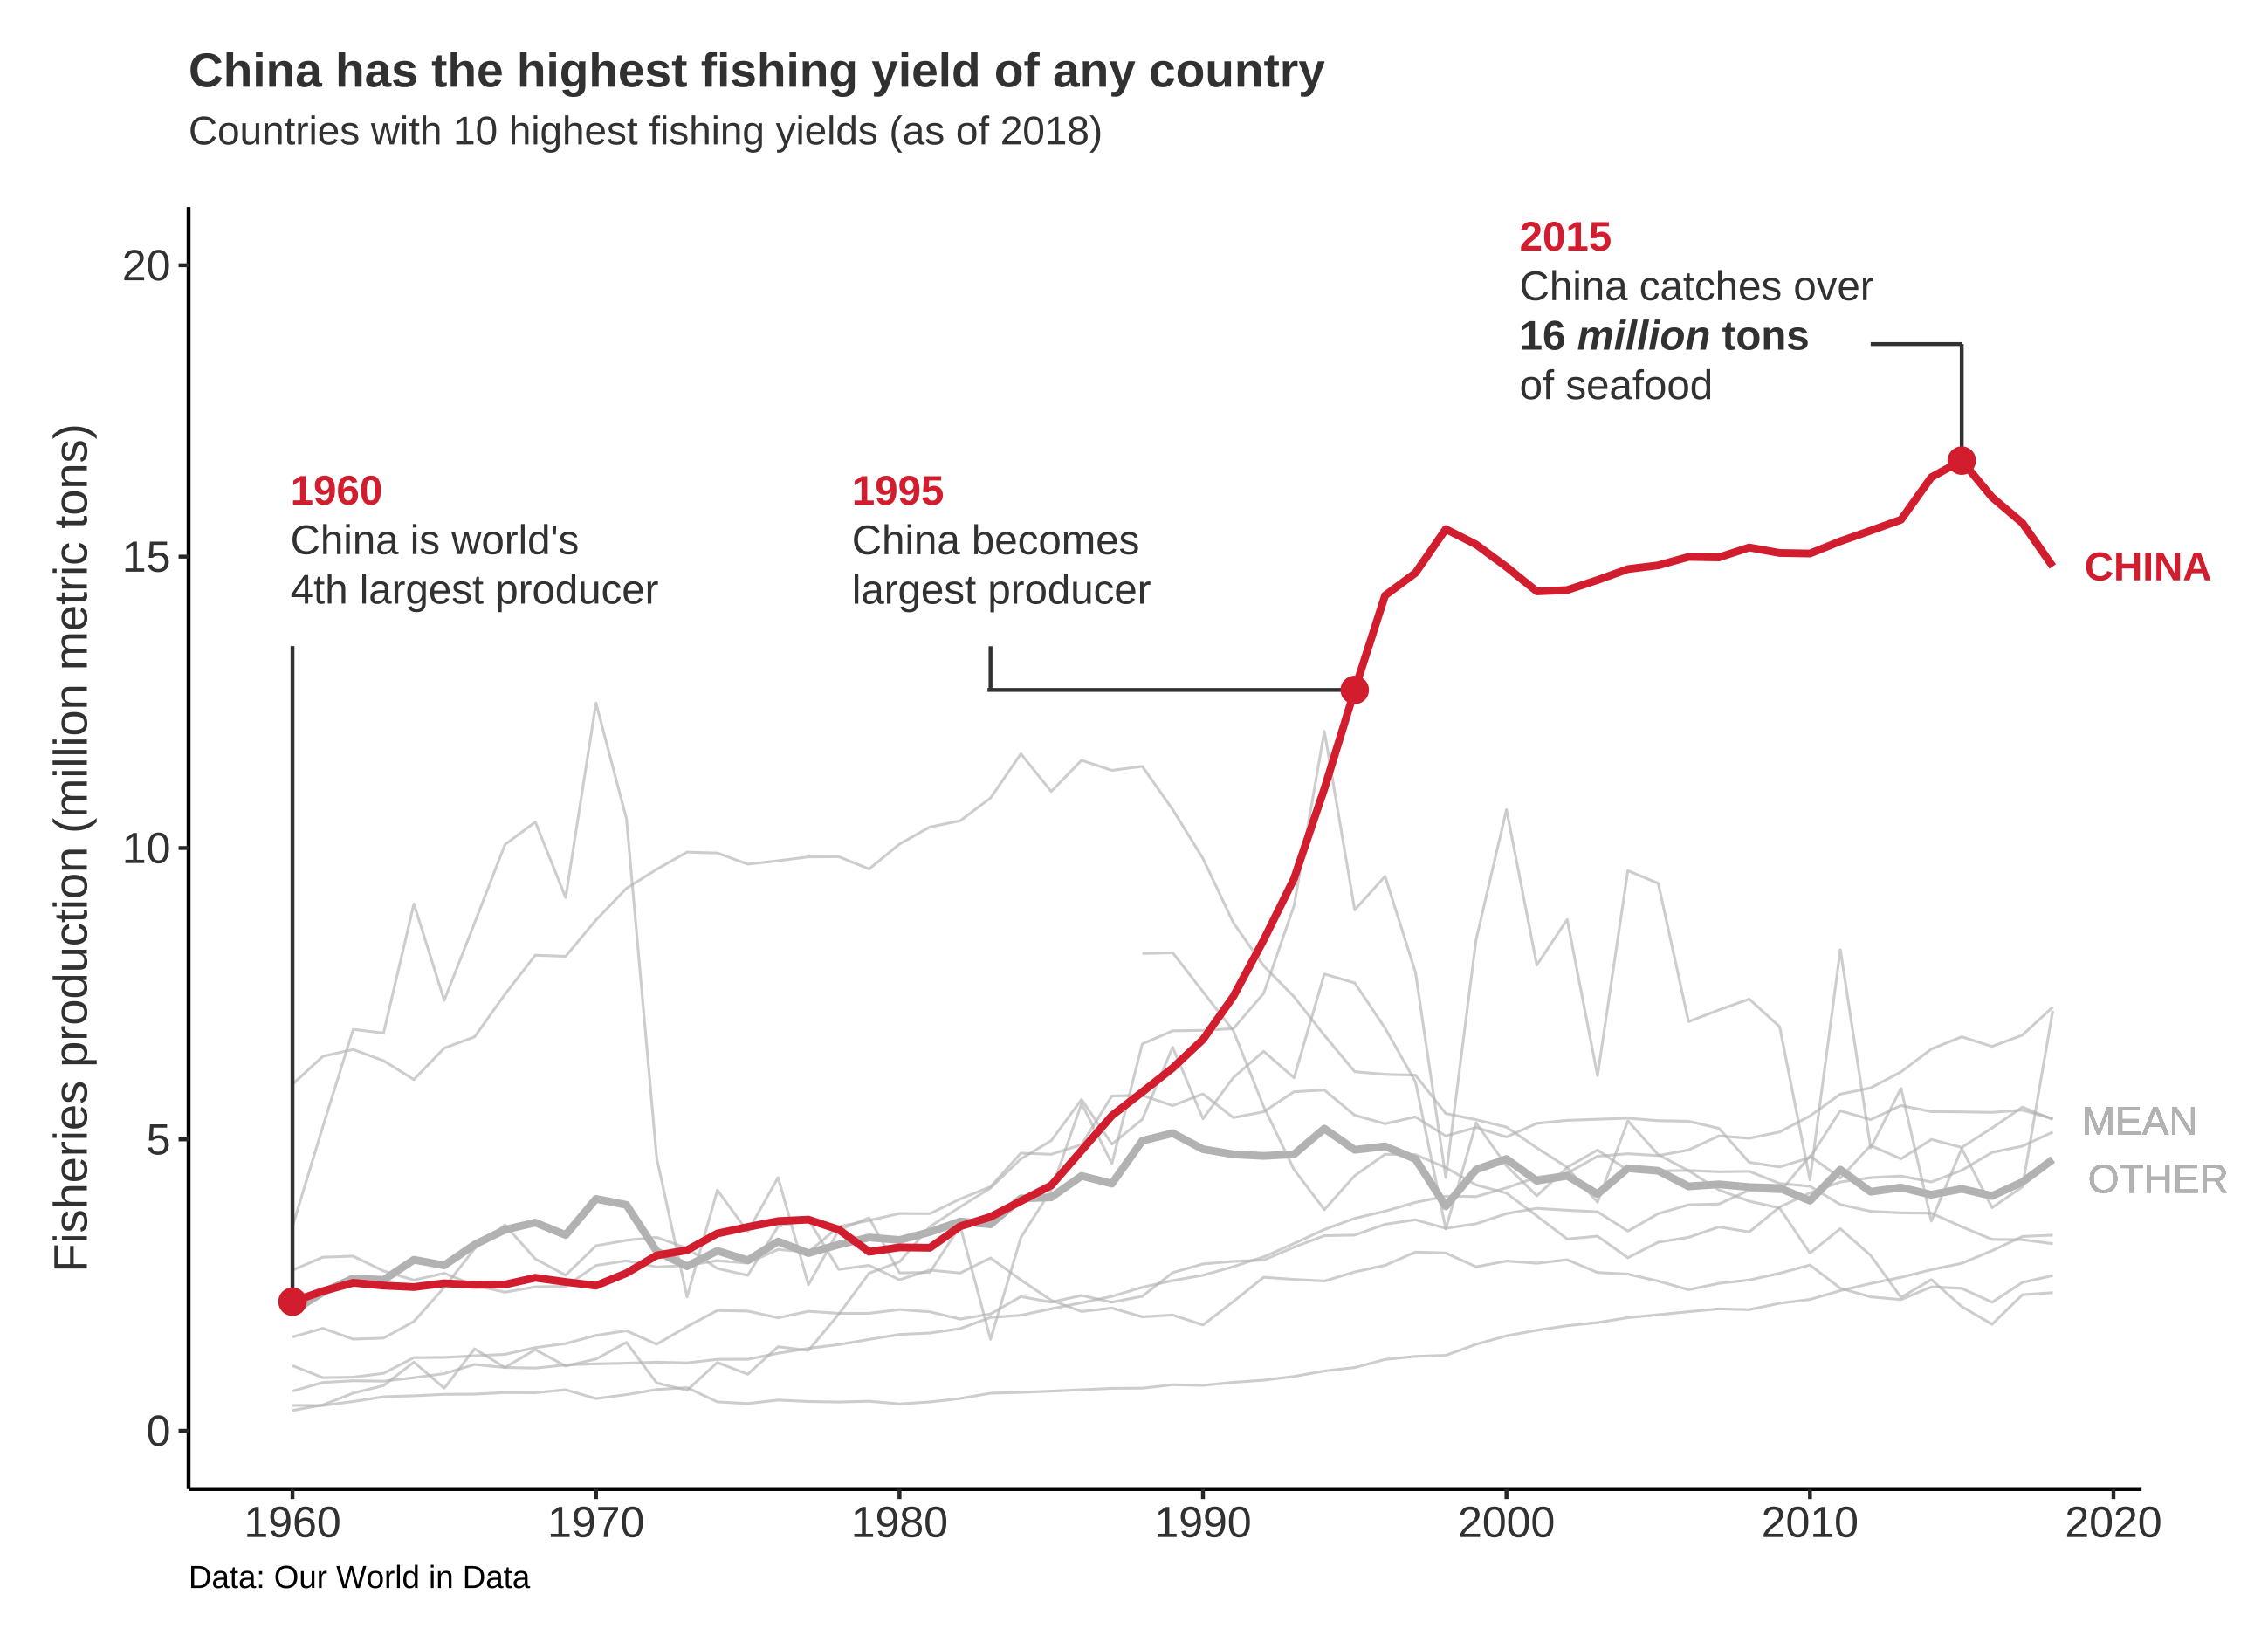 China has the highest fishing yield of any country
Countries with 10 highest fishing yields (as of 2018)
2015
China catches over
16 million tons
of seafood
1960
China is world's
4th largest producer
1995
China becomes
largest producer
Fisheries production (million metric tons)
20
15
10
5
0
CHINA
MEAN
OTHER
1960
1970
1980
1990
2000
2010
2020
Data: Our World in Data